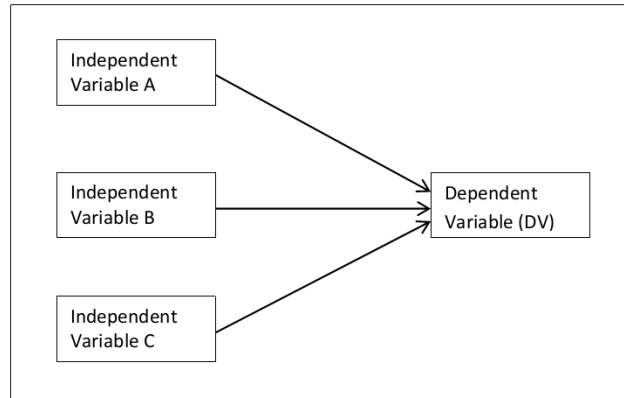 Independent
Variable A
Independent
Variable B
Dependent
Variable (DV)
Independent
Variable C